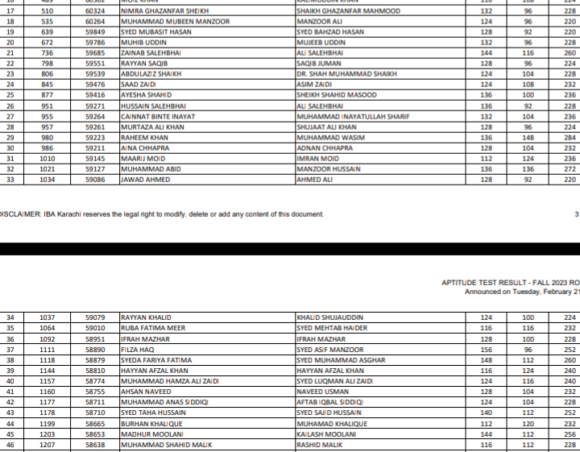 17 510 60324 NIMRA GHAZANFAR SHEIKH SHAIKH GHAZANFAR MAHMOOD 132 96 228
18 535 60264 MUHAMMAD MUBEEN MANZOOR MANZOOR ALI 124 96 220
19 639 59849 SYED MUBASIT HASAN SYED BAHZAD HASAN 128 92 220
20 672 59786 MUHIB UDDIN MUJEEB UDDIN 132 96 228
21 736 59685 ZAINAB SALEHBHAI ALI SALEHBHAI 144 116 260
22 798 59551 RAYYAN SAQIB SAQIB JUMAN 128 96 224
23 806 59539 ABDULAZIZ SHAIKH DR. SHAH MUHAMMAD SHAIKH 124 104 228
24 845 59476 SAAD ZAIDI ASIM ZAIDI 124 108 232
25 877 59416 AYESHA SHAHID SHEIKH SHAHID MASOOD 136 100 236
26 951 59271 HUSSAIN SALEHBHAI ALI SALEHBHAI 136 92 228
27 955 59264 CAINNAT BINTE INAYAT MUHAMMAD INAYATULLAH SHARIF 132 104 236
28 957 59261 MURTAZA ALI KHAN SHUJAAT ALI KHAN 128 96 224
29 980 59223 RAHEEM KHAN MUHAMMAD WASIM 136 148 284
30 986 59211 AINA CHHAPRA ADNAN CHHAPRA 128 104 232
31 1010 59145 MAARIJ MOID IMRAN MOID 112 124 236
32 1021 59127 MUHAMMAD ABID MANZOOR HUSSAIN 136 136 272
33 1034 59086 JAWAD AHMED AHMED ALI 128 92 220
DISCLAIMER: IBA Karachi reserves the legal right to modify. delete or add any content of this document 3
APTITUDE TEST RESULT - FALL 2023 RO
Announced on Tuesday, February 21
34 1037 59079 RAYYAN KHALID KHALID SHUJAUDDIN 124 100 224
35 1064 59010 RUBA FATIMA MEER SYED MEHTAB HAIDER 116 116 232
36 1092 58951 IFRAH MAZHAR IFRAH MAZHAR 128 100 228
37 1111 58890 FILZA HAQ SYED ASIF MANZOOR 156 96 252
38 1118 58879 SYEDA FARIYA FATIMA SYED MUHAMMAD ASGHAR 148 112 260
39 1144 58810 HAYYAN AFZAL KHAN HAYYAN AFZAL KHAN 116 124 240
40 1157 58774 MUHAMMAD HAMZA ALI ZAIDI SYED LUQMAN ALI ZAIDI 124 116 240
41 1160 58755 AHSAN NAVEED NAVEED USMAN 128 104 232
42 1177 58711 MUHAMMAD ANAS SIDDIQI AFTAB IQBAL SIDDIQI 124 104 228
43 1178 58710 SYED TAHA HUSSAIN SYED SAJID HUSSAIN 140 112 252
44 1199 58665 BURHAN KHALIQUE MUHAMAD KHALIQUE 112 120 232
45 1203 58653 MADHUR MOOLANI KAILASH MOOLANI 144 112 256
46 1207 58638 MUHAMMAD SHAHID MALIK RASHID MALIK 116 112 228